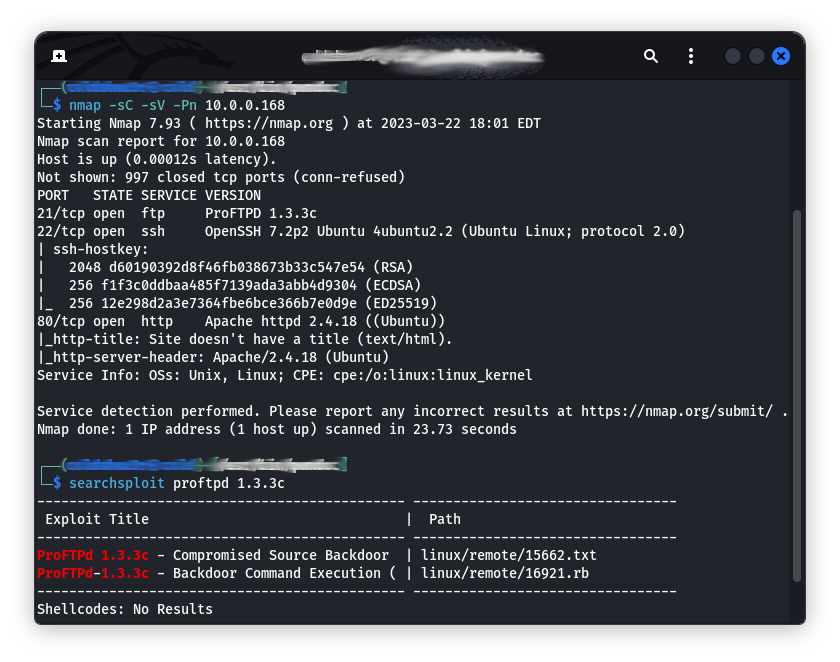 $ nmap -sC -sV -Pn 10.0.0.168
Starting Nmap 7.93 ( https://nmap.org ) at 2023-03-22 18:01 EDT
Nmap scan report for 10.0.0.168
Host is up (0.00012s latency).
Not shown: 997 closed tcp ports (conn-refused)
PORT   STATE SERVICE VERSION
21/tcp open  ftp     ProFTPD 1.3.3c
22/tcp open  ssh     OpenSSH 7.2p2 Ubuntu 4ubuntu2.2 (Ubuntu Linux; protocol 2.0)
| ssh-hostkey:
|   2048 d60190392d8f46fb038673b33c547e54 (RSA)
|   256 f1f3c0ddbaa485f7139ada3abb4d9304 (ECDSA)
|_  256 12e298d2a3e7364fbe6bce366b7e0d9e (ED25519)
80/tcp open  http    Apache httpd 2.4.18 ((Ubuntu))
|_http-title: Site doesn't have a title (text/html).
|_http-server-header: Apache/2.4.18 (Ubuntu)
Service Info: OSs: Unix, Linux; CPE: cpe:/o:linux:linux_kernel
Service detection performed. Please report any incorrect results at https://nmap.org/submit/ .
Nmap done: 1 IP address (1 host up) scanned in 23.73 seconds
$ searchsploit proftpd 1.3.3c
---------------------------------------------- ---------------------------------
 Exploit Title                                |  Path
---------------------------------------------- ---------------------------------
ProFTPd 1.3.3c - Compromised Source Backdoor  | linux/remote/15662.txt
ProFTPd-1.3.3c - Backdoor Command Execution ( | linux/remote/16921.rb
---------------------------------------------- ---------------------------------
Shellcodes: No Results